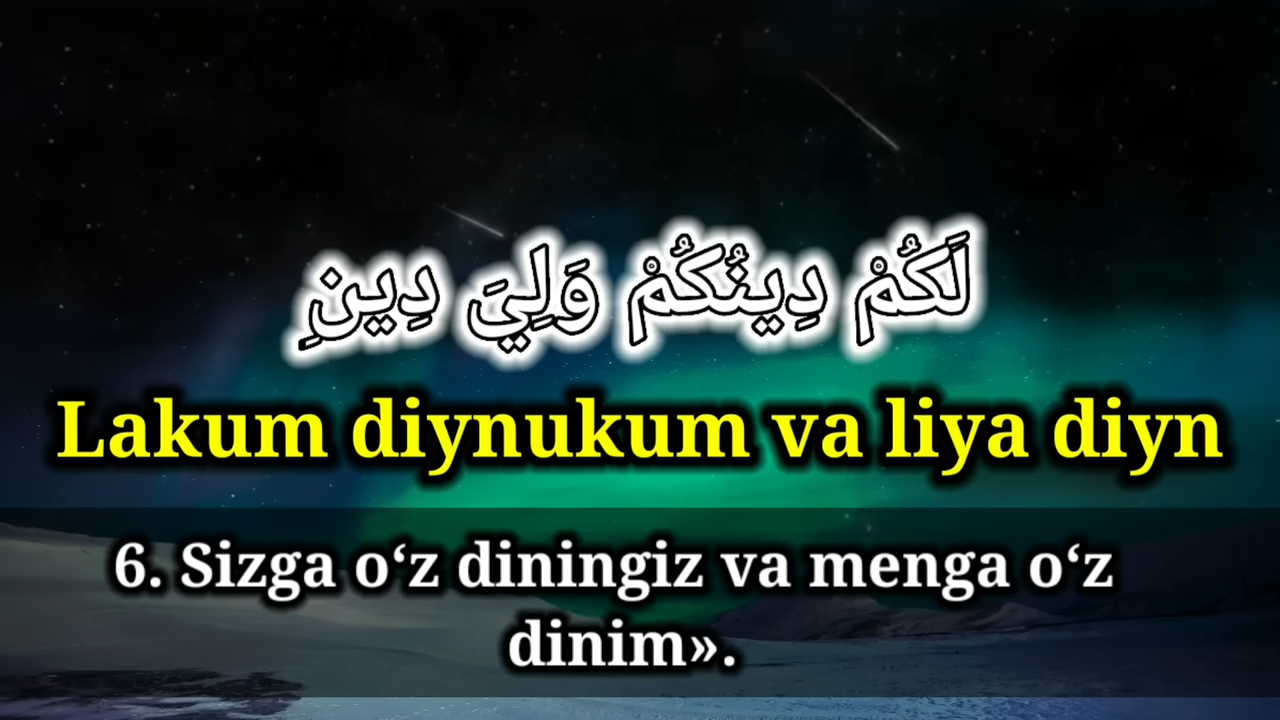 لَكُمْ دِينُكُمْ وَلِيَ دِينِ
Lakum diynukum va liya diyn
6. Sizga o‘z diningiz va menga o‘z
dinim».